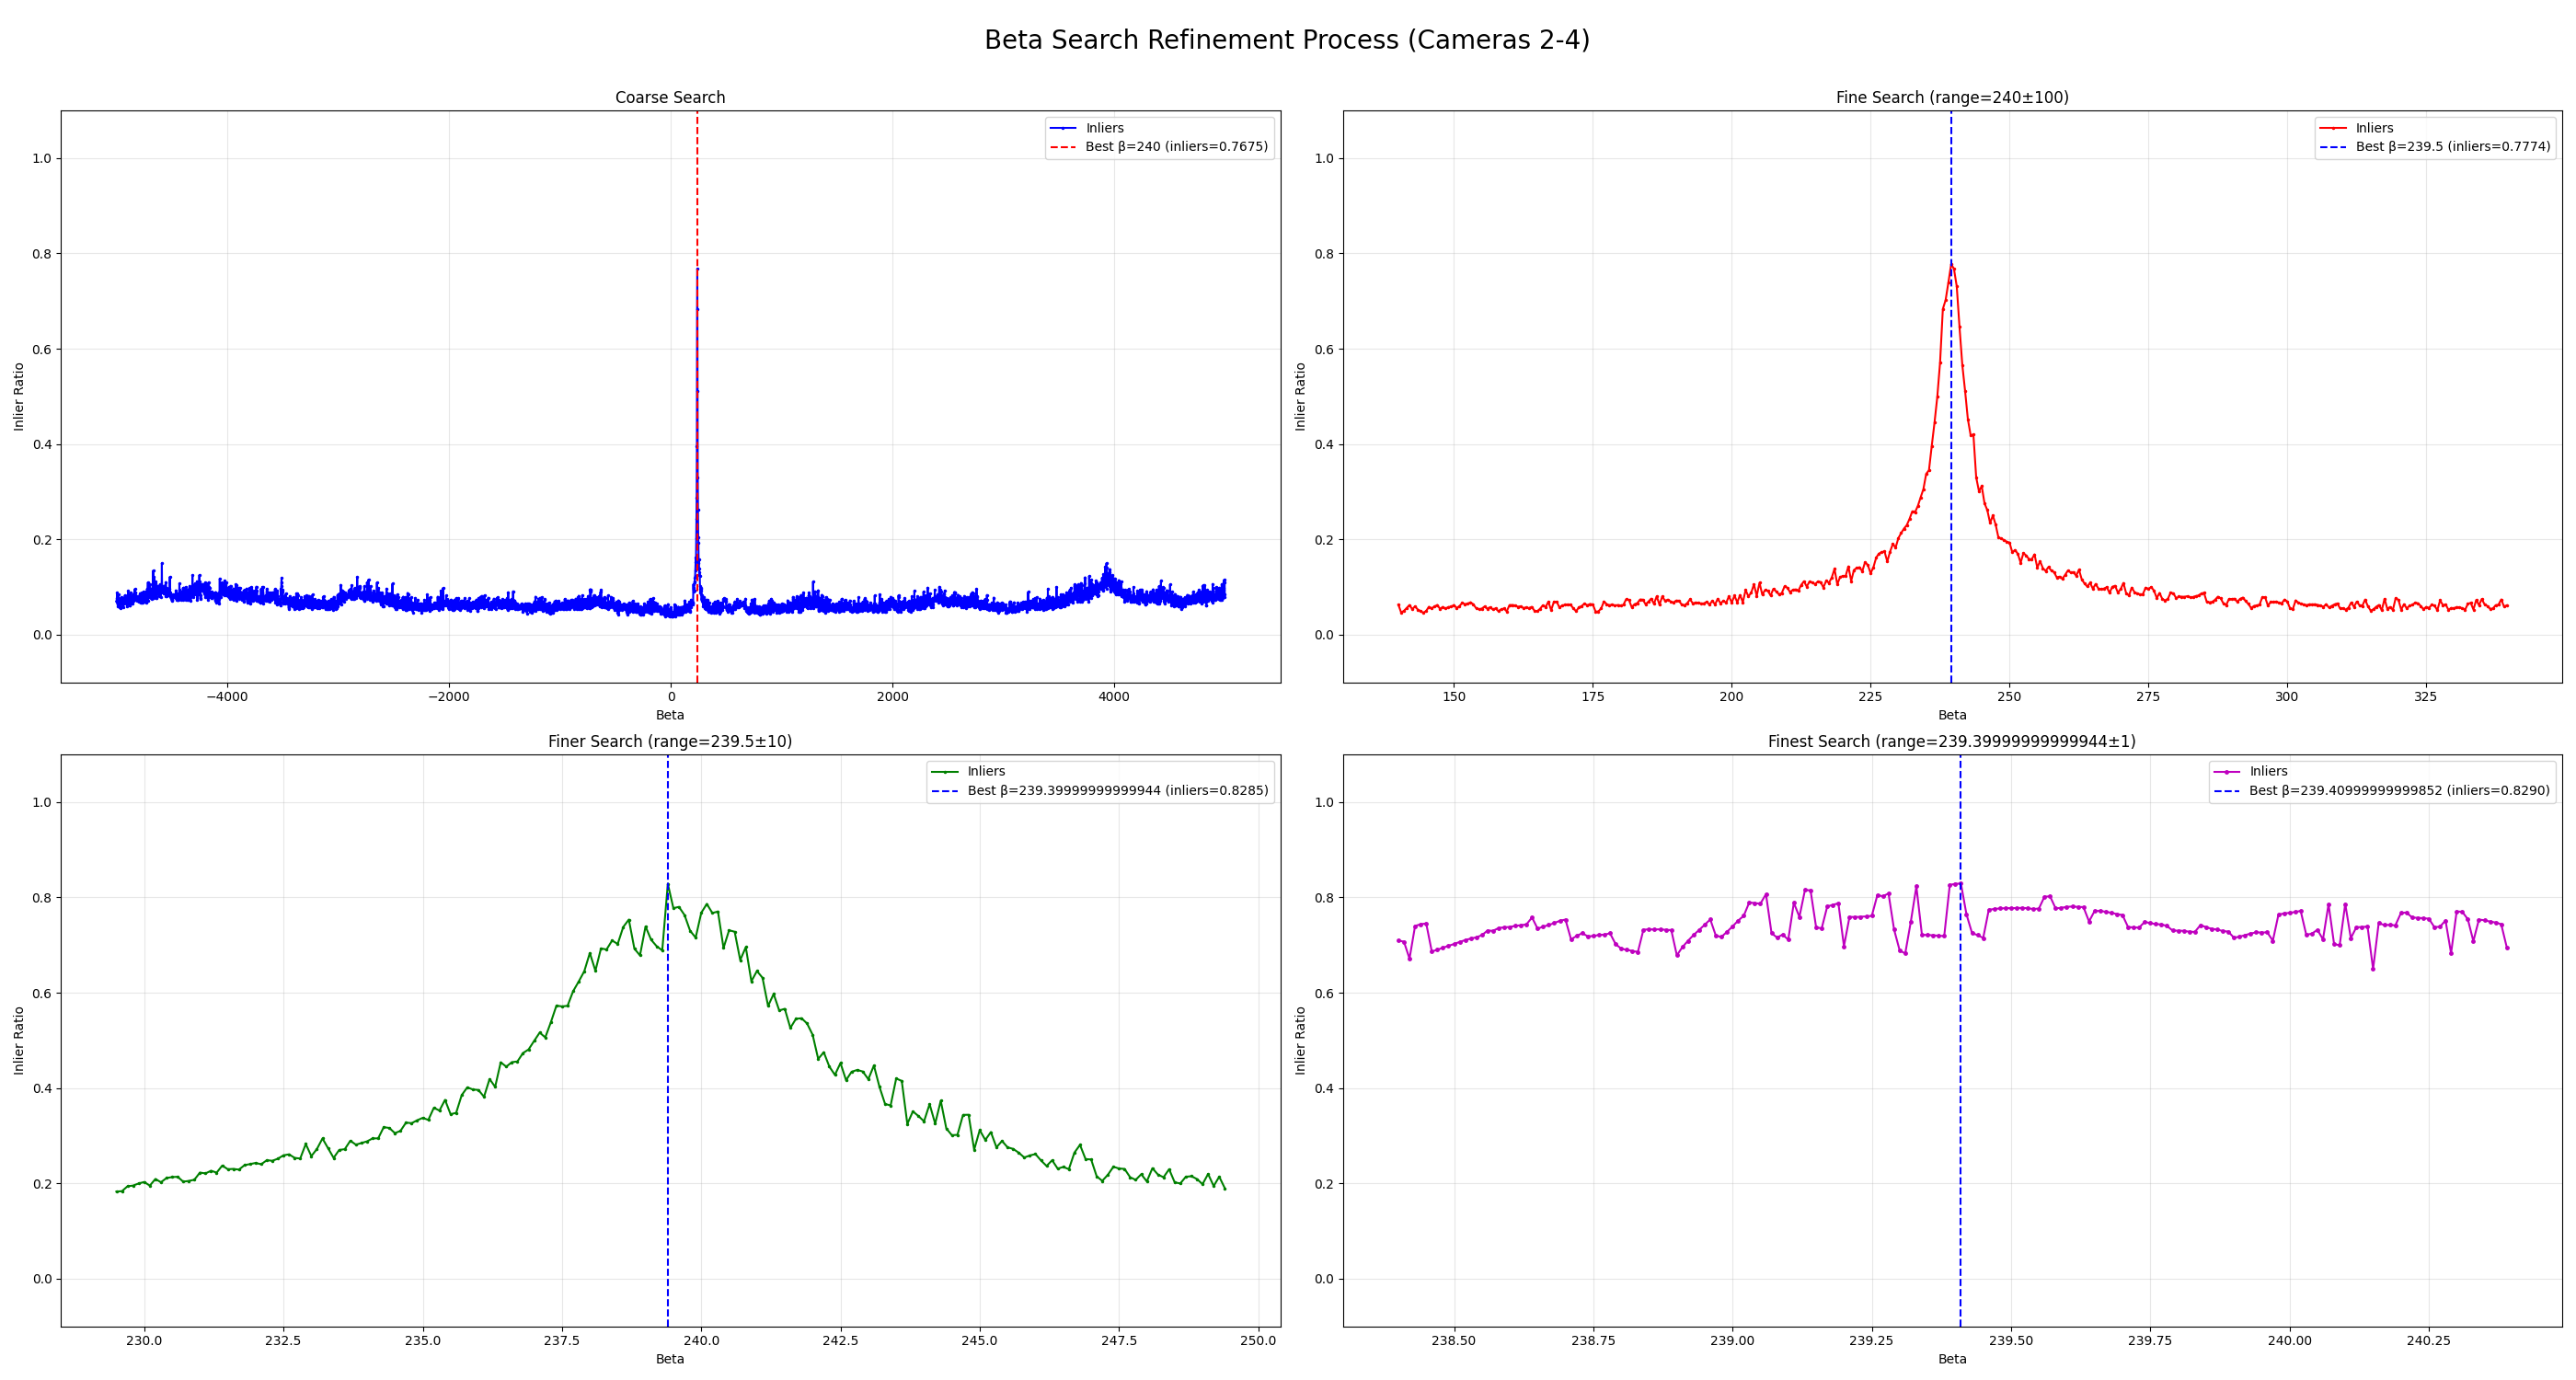 Beta Search Refinement Process (Cameras 2-4)
Coarse Search
Inliers
Best β=240 (inliers=0.7675)
1.0
0.8
0.6
0.4
0.2
0.0
Inlier Ratio
−4000 −2000 0 2000 4000
Beta
Fine Search (range=240±100)
Inliers
Best β=239.5 (inliers=0.7774)
1.0
0.8
0.6
0.4
0.2
0.0
Inlier Ratio
150 175 200 225 250 275 300 325
Beta
Finer Search (range=239.5±10)
Inliers
Best β=239.39999999999944 (inliers=0.8285)
1.0
0.8
0.6
0.4
0.2
0.0
Inlier Ratio
230.0 232.5 235.0 237.5 240.0 242.5 245.0 247.5 250.0
Beta
Finest Search (range=239.39999999999944±1)
Inliers
Best β=239.40999999999852 (inliers=0.8290)
1.0
0.8
0.6
0.4
0.2
0.0
Inlier Ratio
238.50 238.75 239.00 239.25 239.50 239.75 240.00 240.25
Beta